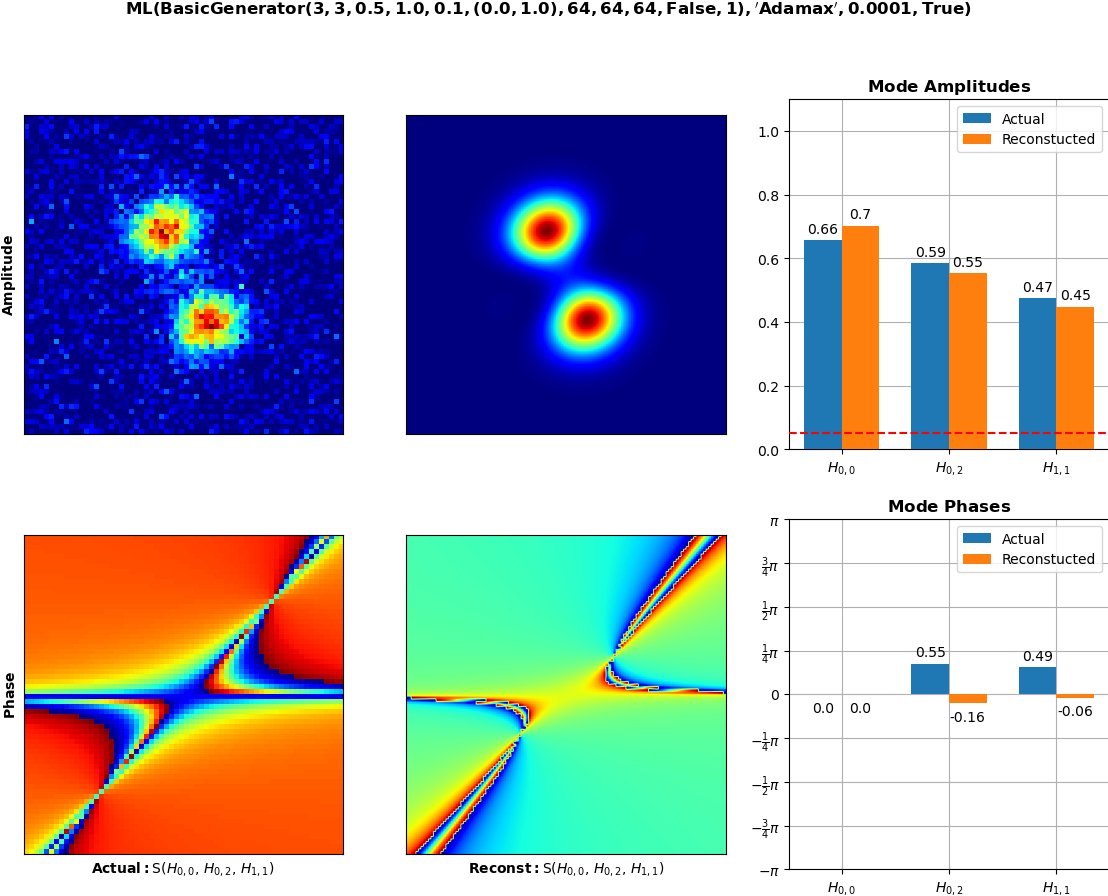 ML(BasicGenerator(3, 3, 0.5, 1.0, 0.1, (0.0, 1.0), 64, 64, 64, False, 1), ′Adamax′, 0.0001, True)
Amplitude
Mode Amplitudes
Actual
Reconstucted
1.0
0.8
0.6
0.4
0.2
0.0
0.66
0.7
0.59
0.55
0.47
0.45
H0,0
H0,2
H1,1
Phase
Actual: S(H0,0, H0,2, H1,1)
Reconst: S(H0,0, H0,2, H1,1)
Mode Phases
Actual
Reconstucted
π
3/4π
1/2π
1/4π
0
−1/4π
−1/2π
−3/4π
−π
0.0
0.0
0.55
-0.16
0.49
-0.06
H0,0
H0,2
H1,1